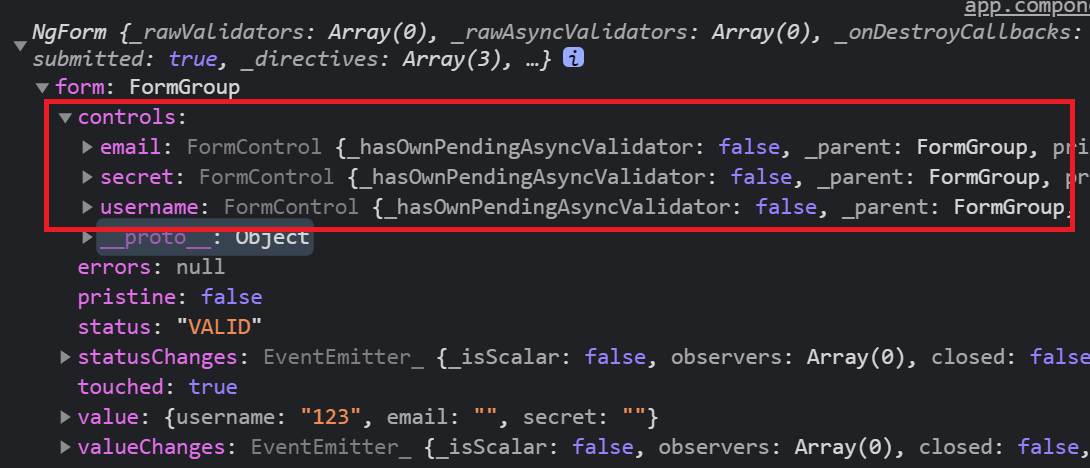 app.compon
NgForm {_rawValidators: Array(0), _rawAsyncValidators: Array(0), _onDestroyCallbacks:
submitted: true, _directives: Array(3), …} i
form: FormGroup
controls:
email: FormControl {_hasOwnPendingAsyncValidator: false, _parent: FormGroup, pri
secret: FormControl {_hasOwnPendingAsyncValidator: false, _parent: FormGroup, pr
username: FormControl {_hasOwnPendingAsyncValidator: false, _parent: FormGroup,
__proto__: Object
errors: null
pristine: false
status: "VALID"
statusChanges: EventEmitter_ {_isScalar: false, observers: Array(0), closed: false
touched: true
value: {username: "123", email: "", secret: ""}
valueChanges: EventEmitter_ {_isScalar: false, observers: Array(0), closed: false,